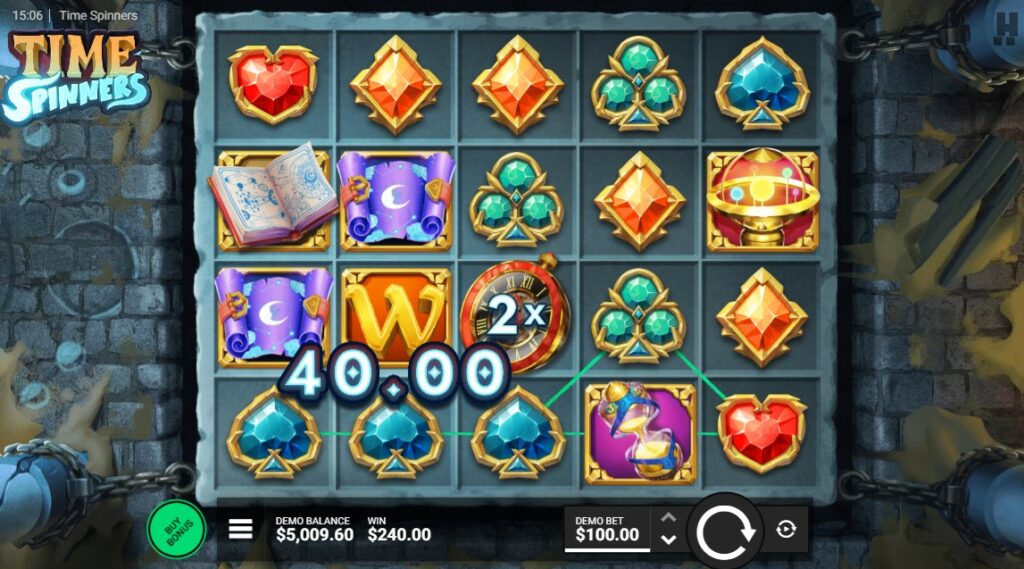 15:06 | Time Spinners
TIME
SPINNERS
H
W
2x
40.00
BUY
BONUS
DEMO BALANCE
$5,009.60
WIN
$240.00
DEMO BET
$100.00